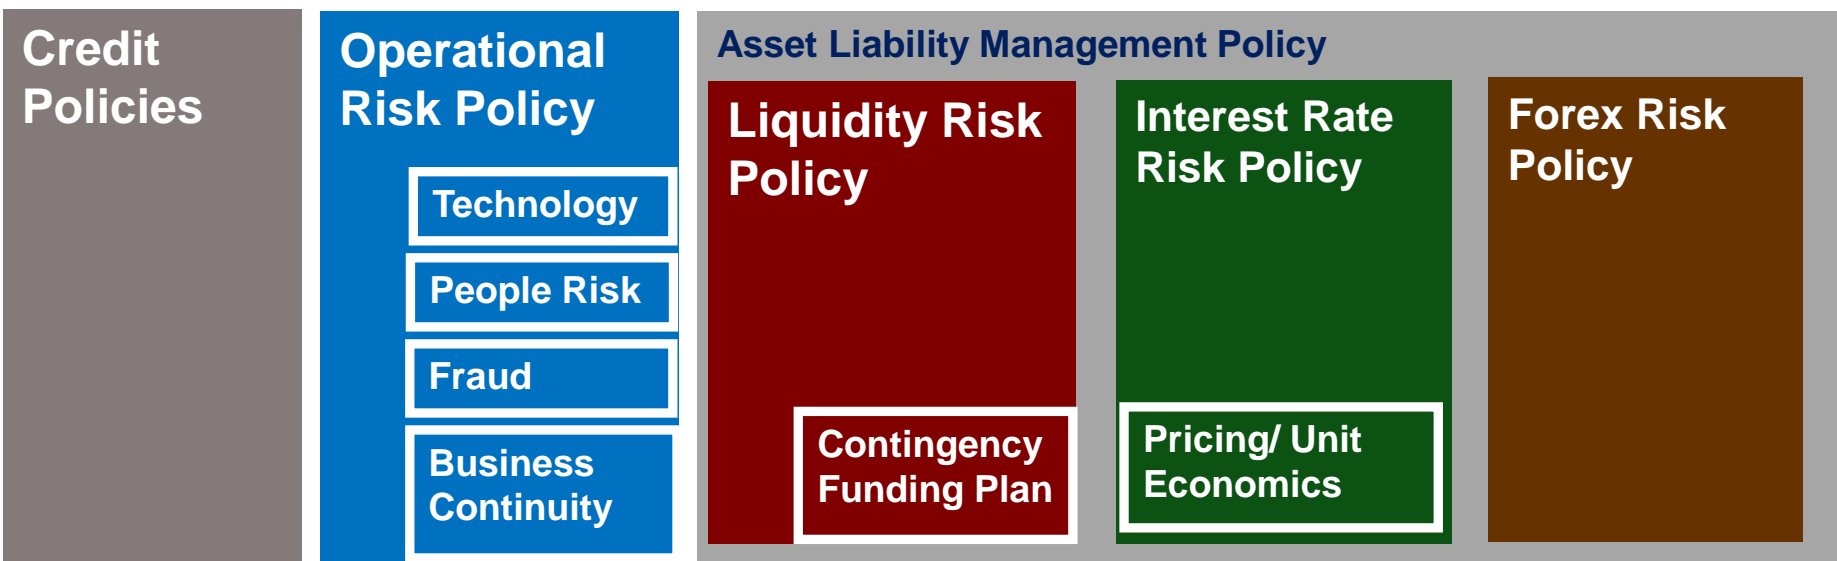 Credit
Policies
Operational
Risk Policy
Technology
People Risk
Fraud
Business
Continuity
Asset Liability Management Policy
Liquidity Risk
Policy
Contingency
Funding Plan
Interest Rate
Risk Policy
Pricing/ Unit
Economics
Forex Risk
Policy